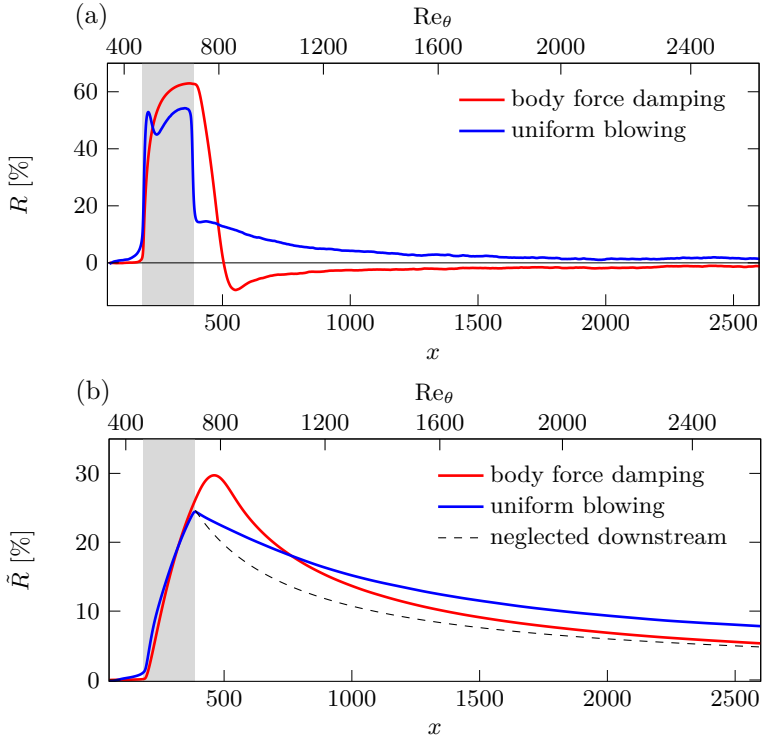 (a)
Re_θ
400 800 1200 1600 2000 2400
60
40
20
0
R [%]
body force damping
uniform blowing
500 1000 1500 2000 2500
x
(b)
Re_θ
400 800 1200 1600 2000 2400
30
20
10
0
R̃ [%]
body force damping
uniform blowing
neglected downstream
500 1000 1500 2000 2500
x